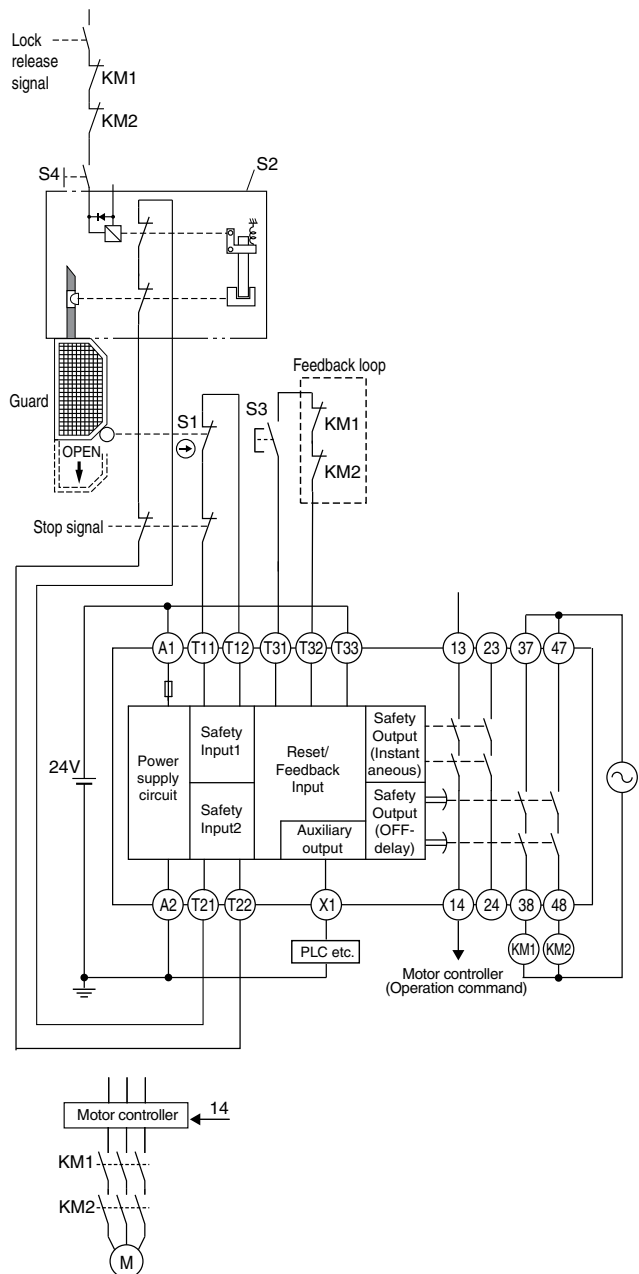 Lock
release
signal
KM1
KM2
S4
S2
Guard
OPEN
S1
S3
Feedback loop
KM1
KM2
Stop signal
A1
T11
T12
T31
T32
T33
13
23
37
47
24V
Power
supply
circuit
Safety
Input1
Safety
Input2
Reset/
Feedback
Input
Auxiliary
output
Safety
Output
(Instant
aneous)
Safety
Output
(OFF-
delay)
A2
T21
T22
X1
14
24
38
48
PLC etc.
KM1
KM2
Motor controller
(Operation command)
Motor controller
14
KM1
KM2
M